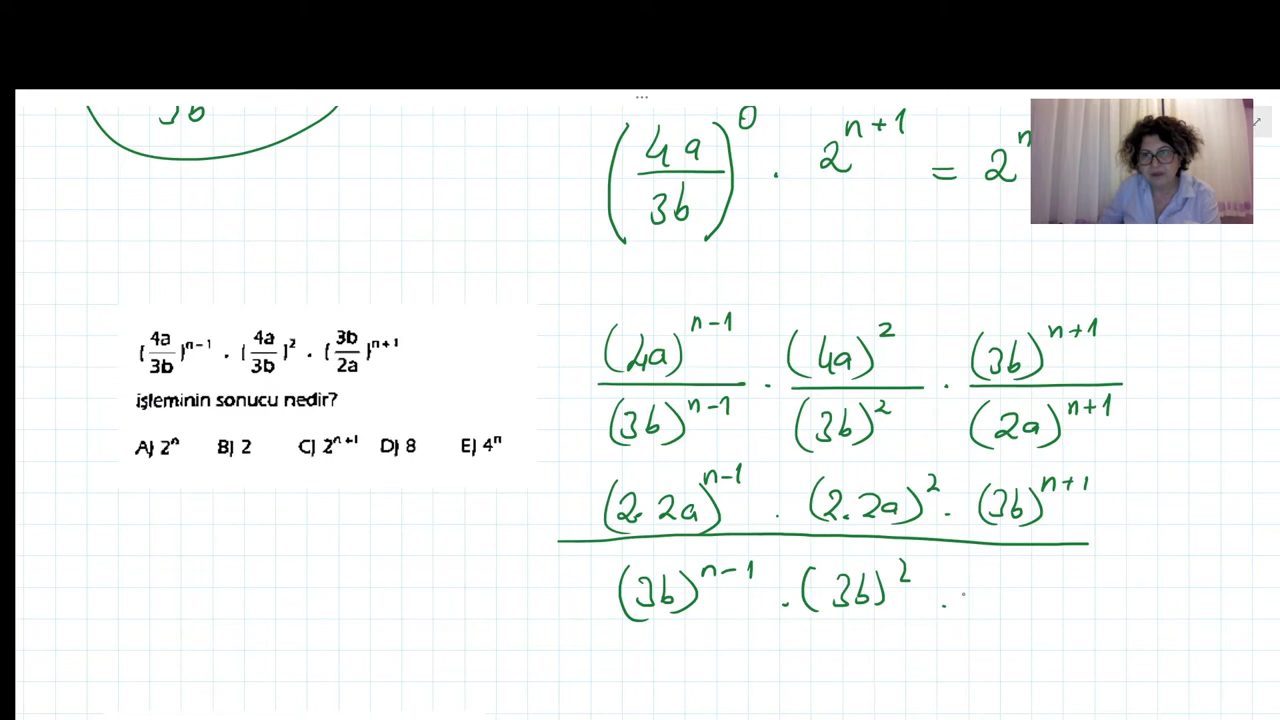 3b
(4a/3b)^0 . 2^(n+1) = 2^n
(4a/3b)^(n-1) . (4a/3b)^2 . (3b/2a)^(n+1)
işleminin sonucu nedir?
A) 2^n B) 2 C) 2^(n+1) D) 8 E) 4^n
(4a)^(n-1) . (4a)^2 . (3b)^(n+1)
(3b)^(n-1) (3b)^2 (2a)^(n+1)
(2.2a)^(n-1) . (2.2a)^2 . (3b)^(n+1)
(3b)^(n-1) . (3b)^2 .